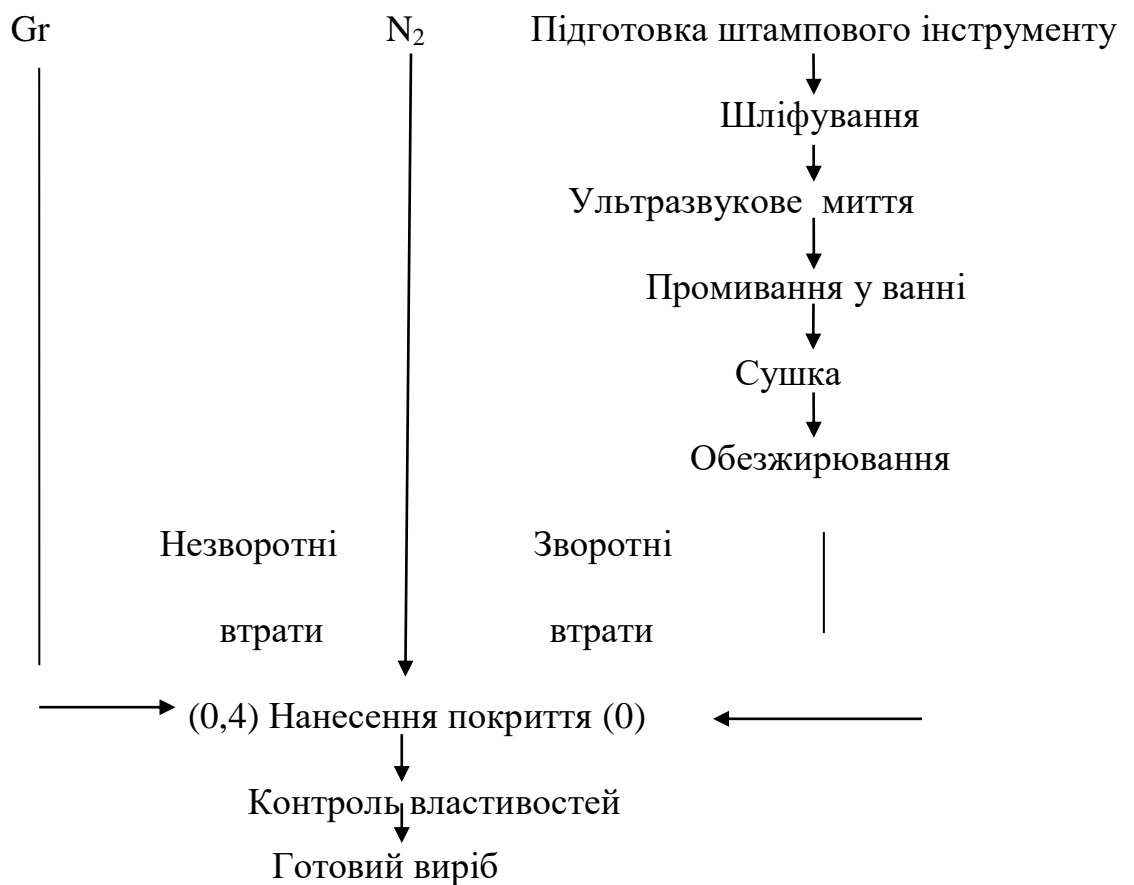 Gr N₂ Підготовка штампового інструменту
Шліфування
Ультразвукове миття
Промивання у ванні
Сушка
Обезжирювання
Незворотні Зворотні
втрати втрати
(0,4) Нанесення покриття (0)
Контроль властивостей
Готовий виріб